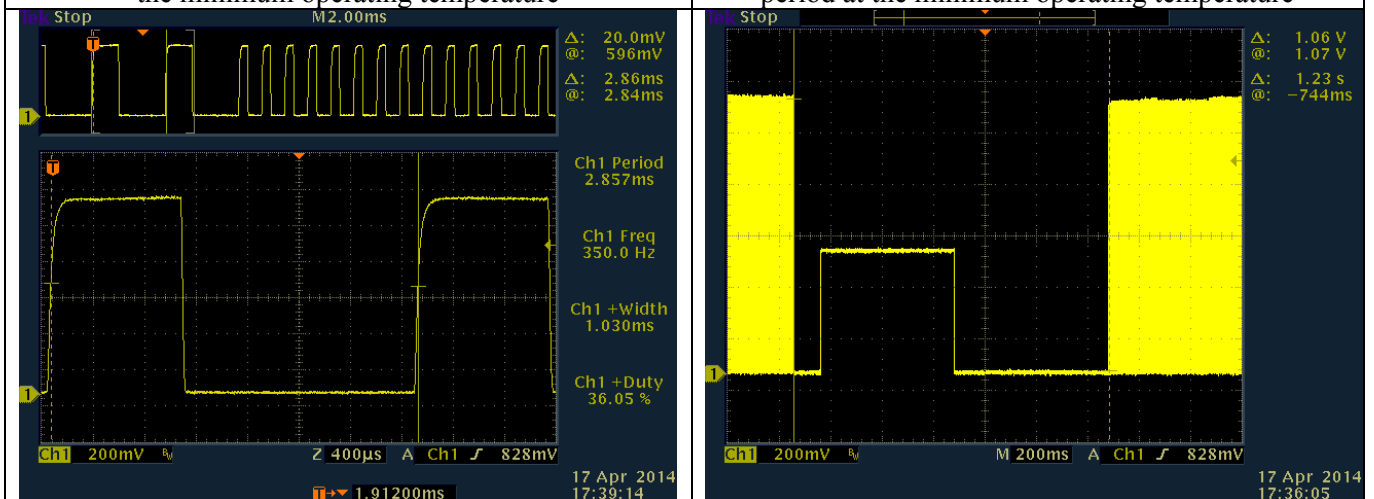 the minimum operating temperature
period at the minimum operating temperature
Tek Stop
M2.00ms
Δ: 20.0mV
@: 596mV
Δ: 2.86ms
@: 2.84ms
T
1
T
Ch1 Period
2.857ms
Ch1 Freq
350.0 Hz
Ch1 +Width
1.030ms
Ch1 +Duty
36.05 %
1
Ch1 200mV Z 400µs A Ch1 828mV
17 Apr 2014
17:39:14
T 1.91200ms
Tek Stop
Δ: 1.06 V
@: 1.07 V
Δ: 1.23 s
@: -744ms
1
Ch1 200mV M 200ms A Ch1 828mV
17 Apr 2014
17:36:05